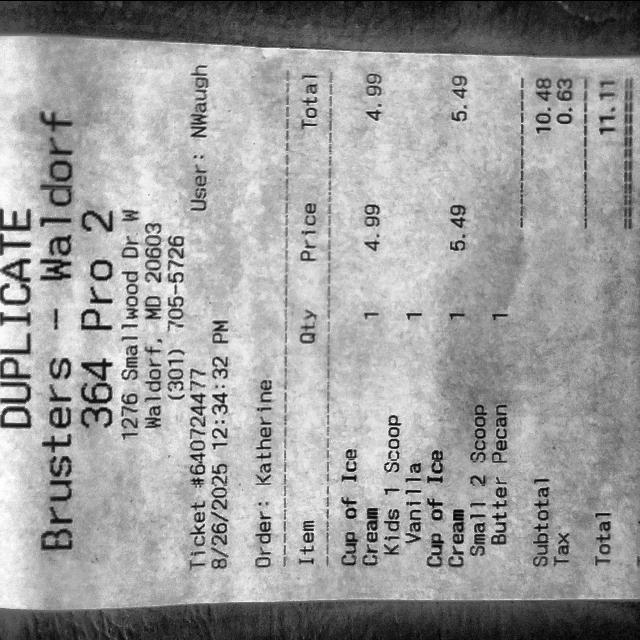 DUPLICATE
Brusters - Waldorf
364 Pro 2
1276 Smallwood Dr W
Waldorf, MD 20603
(301) 705-5726
Ticket #640724477 User: NWaugh
8/26/2025 12:34:32 PM
Order: Katherine
Item Qty Price Total
Cup of Ice
Cream 1 4.99 4.99
Kids 1 Scoop
Vanilla 1
Cup of Ice
Cream 1 5.49 5.49
Small 2 Scoop
Butter Pecan 1
Subtotal 10.48
Tax 0.63
Total 11.11